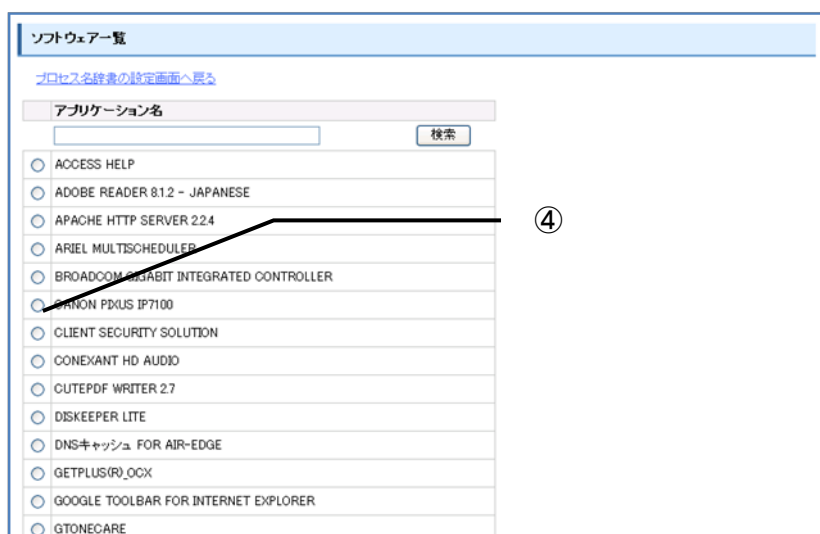 ソフトウェア一覧
プロセス名辞書の設定画面へ戻る
アプリケーション名
検索
ACCESS HELP
ADOBE READER 8.1.2 - JAPANESE
APACHE HTTP SERVER 2.2.4
④
ARIEL MULTISCHEDULER
BROADCOM GIGABIT INTEGRATED CONTROLLER
CANON PIXUS IP7100
CLIENT SECURITY SOLUTION
CONEXANT HD AUDIO
CUTEPDF WRITER 2.7
DISKEEPER LITE
DNSキャッシュ FOR AIR-EDGE
GETPLUS(R)_OCX
GOOGLE TOOLBAR FOR INTERNET EXPLORER
GTONECARE